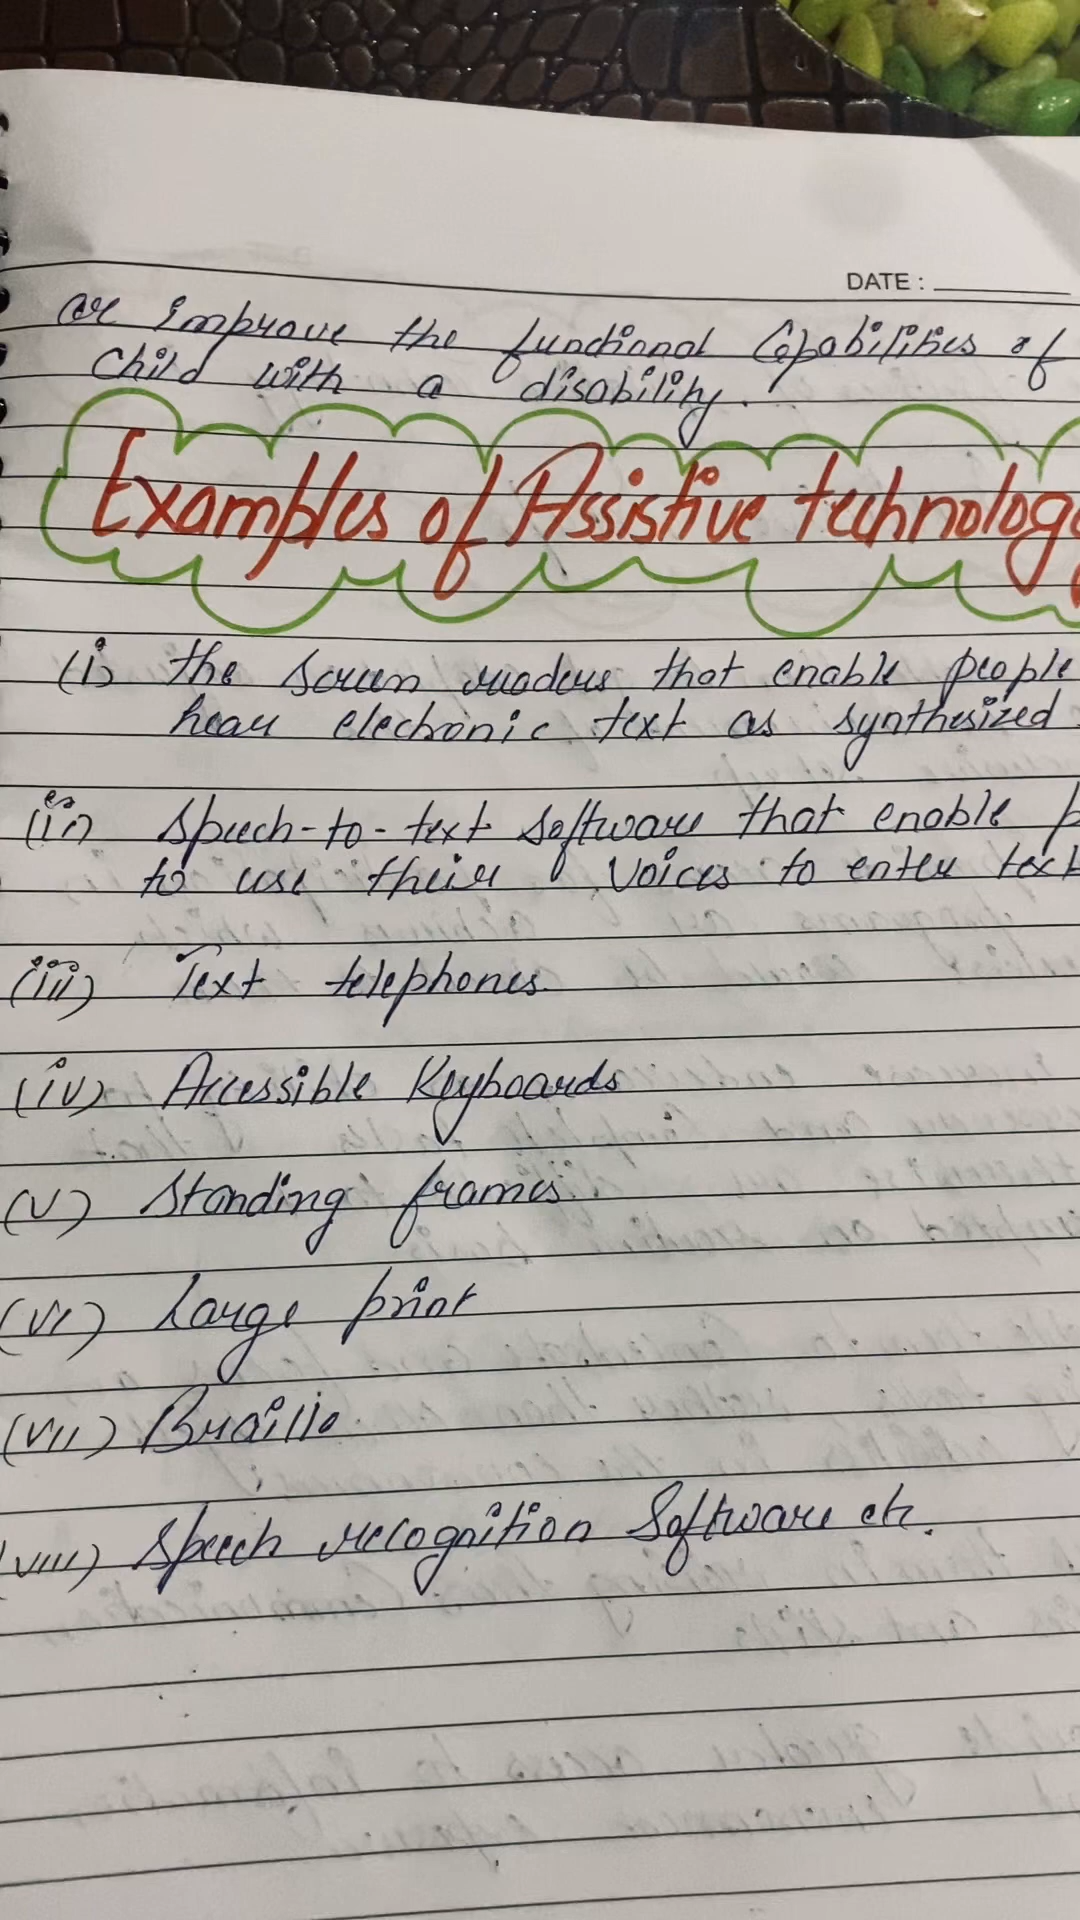 DATE :
or improve the functional Capabilities of
Child with a disability.
Examples of Assistive technology
(i) the screen readers that enable people
hear electronic text as synthesized
(ii) Speech-to-text software that enable
to use their Voices to enter text
(iii) Text telephones.
(iv) Accessible Keyboards
(v) Standing frames.
(vi) Large print
(vii) Braille
(viii) Speech recognition Software etc.